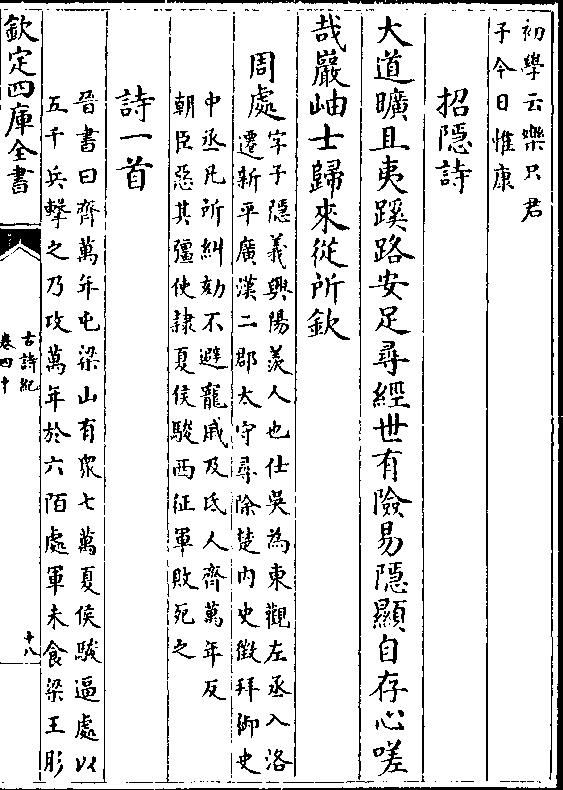 初學云樂只君
子今日惟康
招隠詩
大道曠且夷蹊路安足尋經世有險易隠顯自存心嗟
哉巖岫士歸來從所欽
周處
字子隠義興陽羨人也仕吳為東觀左丞入洛
遷新平廣漢二郡太守尋除楚内史徵拜御史
中丞凡所糾劾不避寵戚及氐人齊萬年反
朝臣惡其彊使隷夏侯駿西征軍敗死之
詩一首
晉書曰齊萬年屯梁山有衆七萬夏侯駿逼處以
五千兵擊之乃攻萬年於六陌處軍未食梁王肜
欽定四庫全書
古詩紀
卷四十
十八